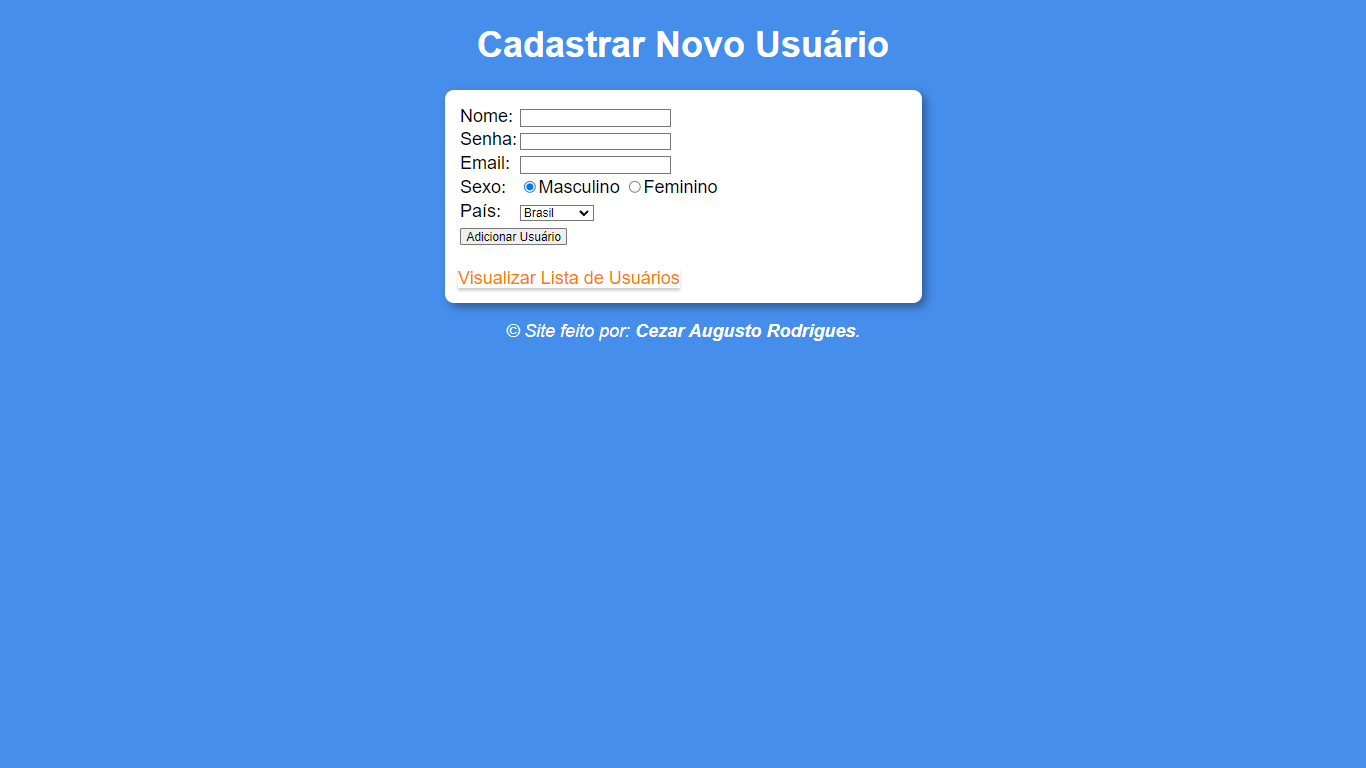 Cadastrar Novo Usuário
Nome:
Senha:
Email:
Sexo: Masculino Feminino
País: Brasil
Adicionar Usuário
Visualizar Lista de Usuários
© Site feito por: Cezar Augusto Rodrigues.